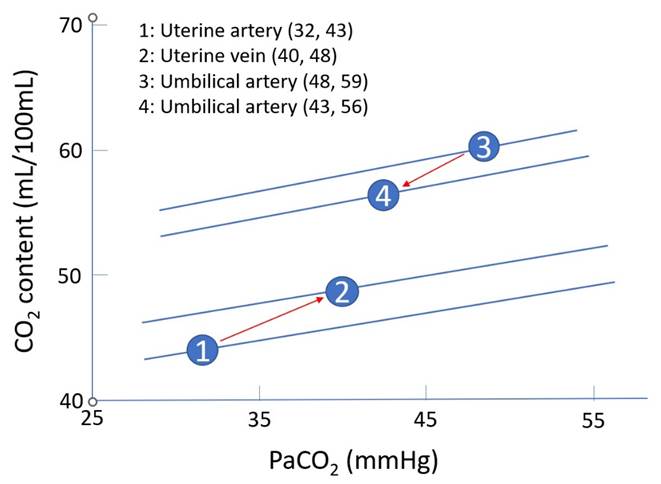 70
1: Uterine artery (32, 43)
2: Uterine vein (40, 48)
3: Umbilical artery (48, 59)
4: Umbilical artery (43, 56)
60
50
40
CO₂ content (mL/100mL)
3
4
2
1
25
35
45
55
PaCO₂ (mmHg)